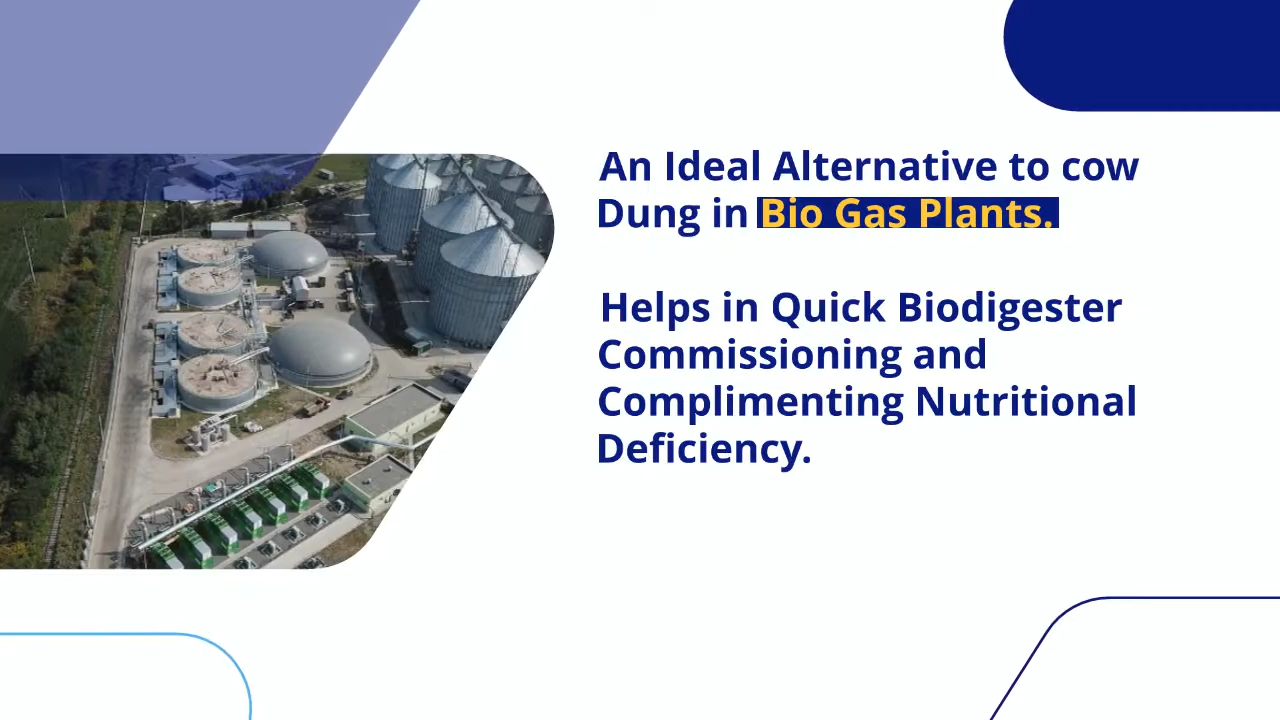 An Ideal Alternative to cow
Dung in Bio Gas Plants.
Helps in Quick Biodigester
Commissioning and
Complimenting Nutritional
Deficiency.